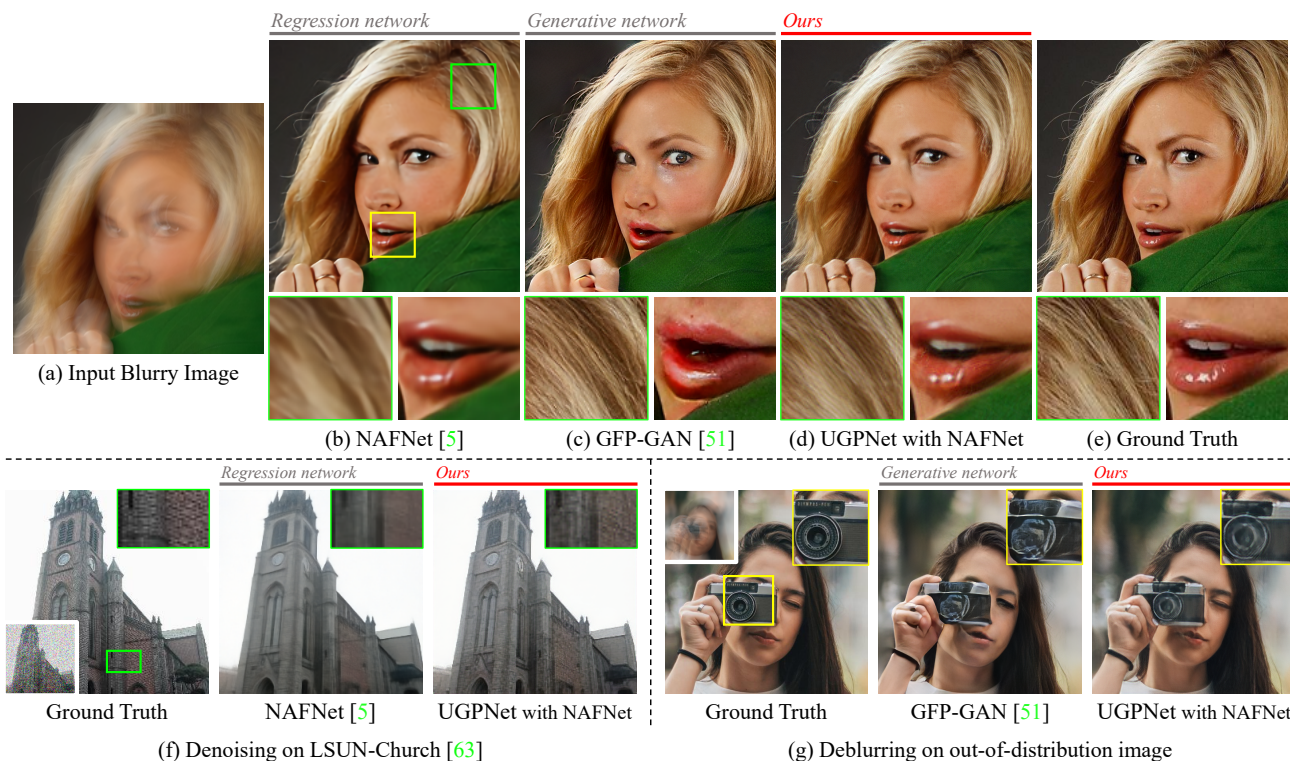 Regression network
Generative network
Ours
(a) Input Blurry Image
(b) NAFNet [5]
(c) GFP-GAN [51]
(d) UGPNet with NAFNet
(e) Ground Truth
Regression network
Ours
Generative network
Ours
OLYMPUS-PEN
Ground Truth
NAFNet [5]
UGPNet with NAFNet
Ground Truth
GFP-GAN [51]
UGPNet with NAFNet
(f) Denoising on LSUN-Church [63]
(g) Deblurring on out-of-distribution image